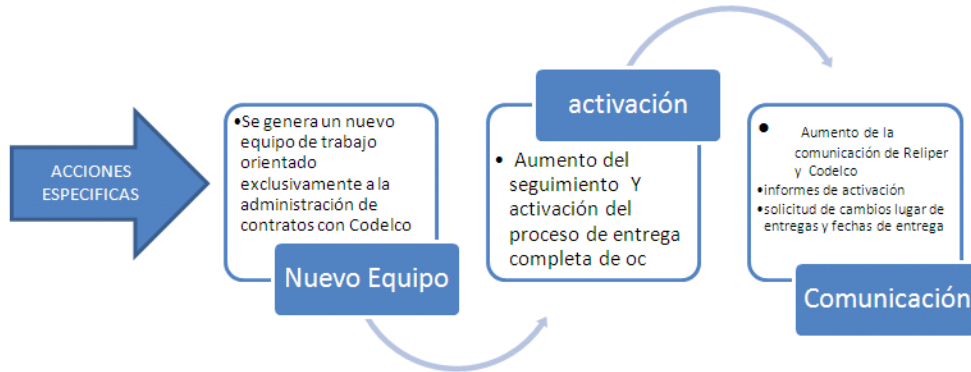 ACCIONES
ESPECIFICAS
•Se genera un nuevo
equipo de trabajo
orientado
exclusivamente a la
administración de
contratos con Codelco
Nuevo Equipo
activación
• Aumento del
seguimiento Y
activación del
proceso de entrega
completa de oc
• Aumento de la
comunicación de Reliper
y Codelco
•informes de activación
•solicitud de cambios lugar de
entregas y fechas de entrega
Comunicación